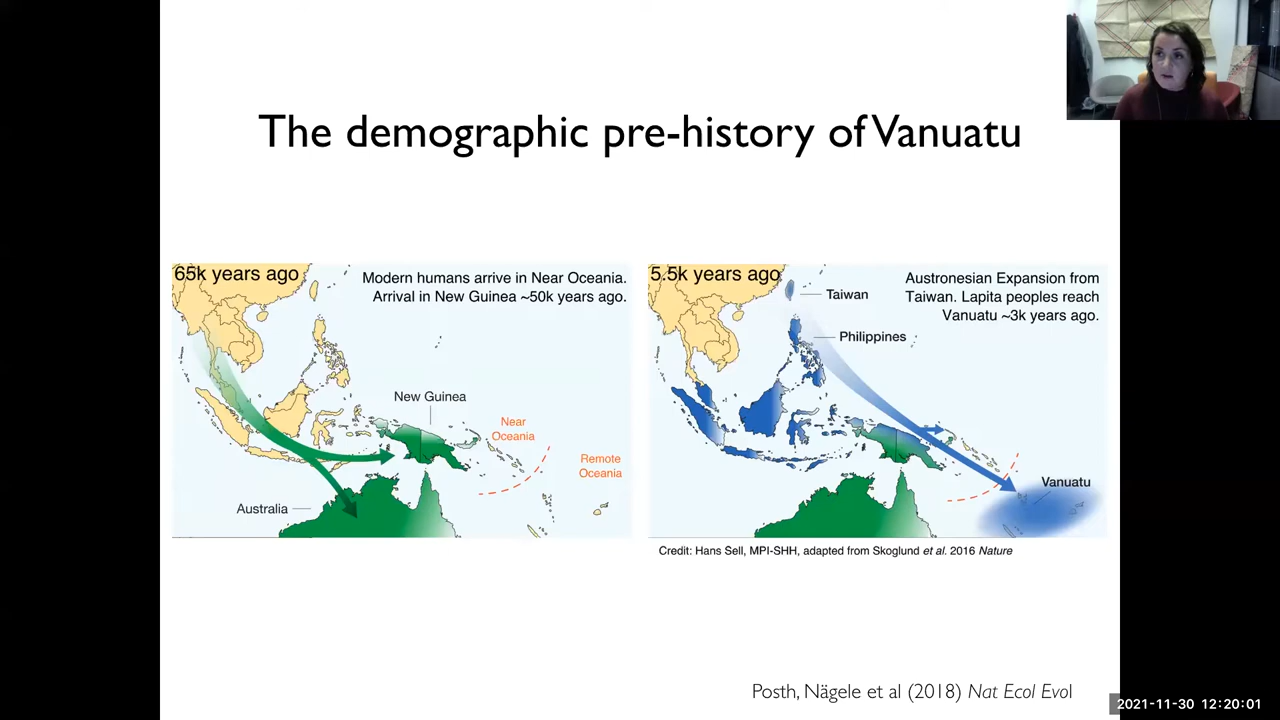 The demographic pre-history of Vanuatu
65k years ago
Modern humans arrive in Near Oceania.
Arrival in New Guinea ~50k years ago.
New Guinea
Near
Oceania
Remote
Oceania
Australia
5.5k years ago
Austronesian Expansion from
Taiwan. Lapita peoples reach
Vanuatu ~3k years ago.
Taiwan
Philippines
Vanuatu
Credit: Hans Sell, MPI-SHH, adapted from Skoglund et al. 2016 Nature
Posth, Nägele et al (2018) Nat Ecol Evol
2021-11-30 12:20:01